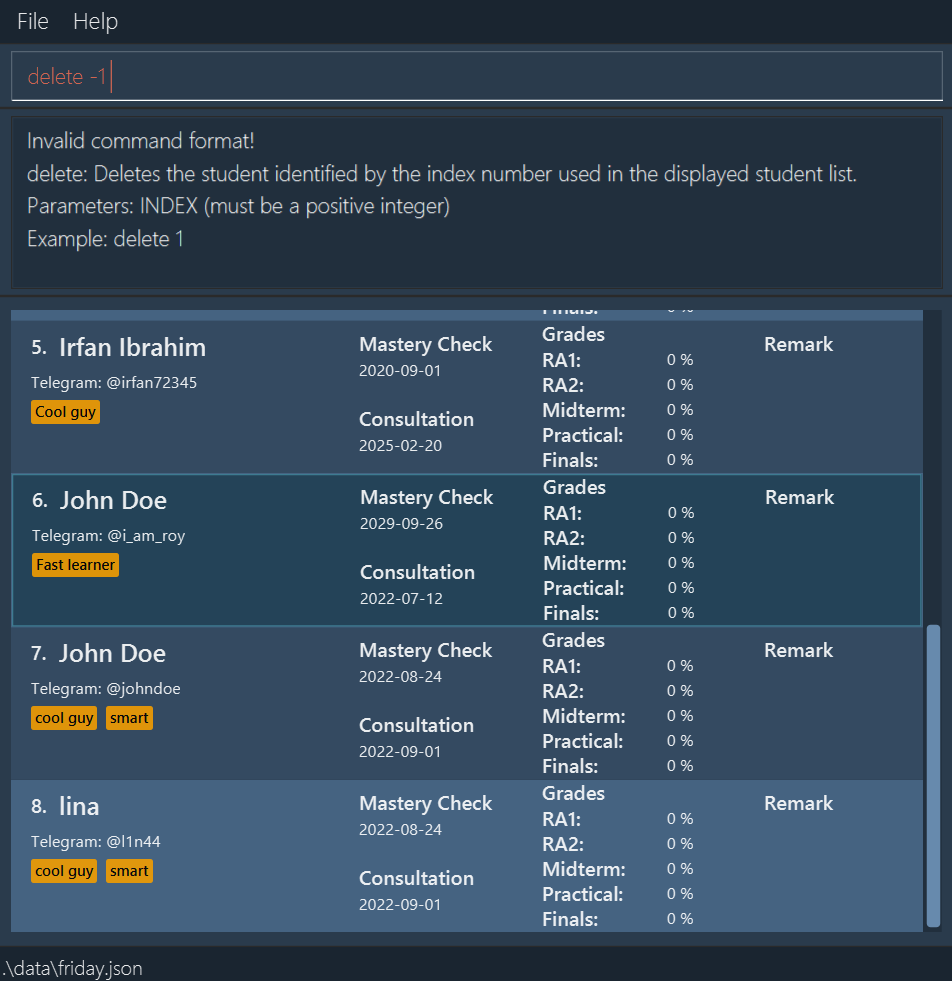 File Help
delete -1
Invalid command format!
delete: Deletes the student identified by the index number used in the displayed student list.
Parameters: INDEX (must be a positive integer)
Example: delete 1
Finals: 0 %
5. Irfan Ibrahim
Telegram: @irfan72345
Cool guy
Mastery Check
2020-09-01
Consultation
2025-02-20
Grades
RA1: 0 %
RA2: 0 %
Midterm: 0 %
Practical: 0 %
Finals: 0 %
Remark
6. John Doe
Telegram: @i_am_roy
Fast learner
Mastery Check
2029-09-26
Consultation
2022-07-12
Grades
RA1: 0 %
RA2: 0 %
Midterm: 0 %
Practical: 0 %
Finals: 0 %
Remark
7. John Doe
Telegram: @johndoe
cool guy smart
Mastery Check
2022-08-24
Consultation
2022-09-01
Grades
RA1: 0 %
RA2: 0 %
Midterm: 0 %
Practical: 0 %
Finals: 0 %
Remark
8. lina
Telegram: @l1n44
cool guy smart
Mastery Check
2022-08-24
Consultation
2022-09-01
Grades
RA1: 0 %
RA2: 0 %
Midterm: 0 %
Practical: 0 %
Finals: 0 %
Remark
.\data\friday.json